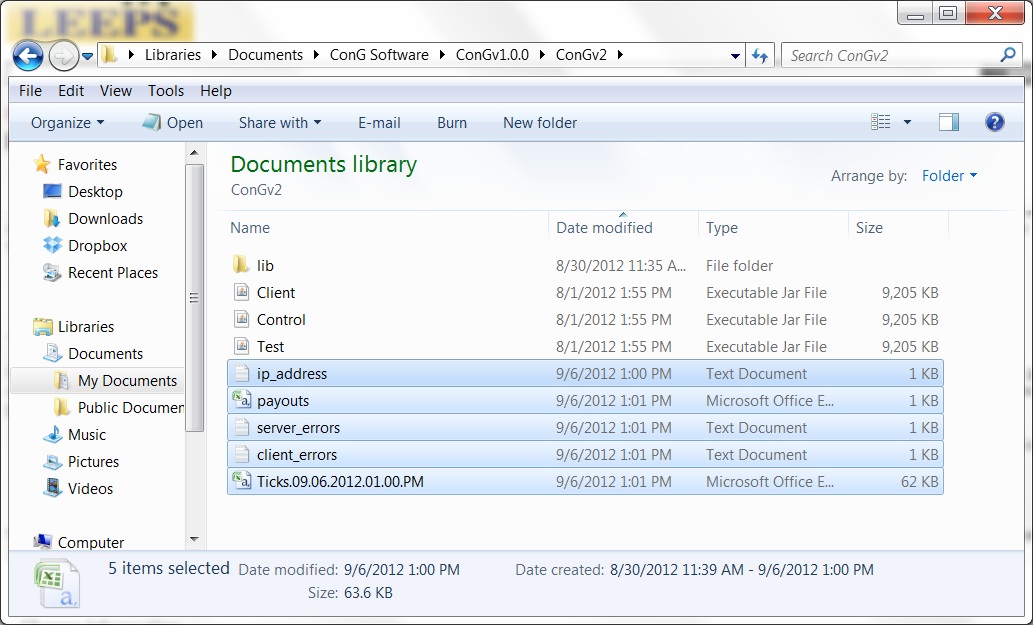 LEEPS
Libraries Documents ConG Software ConGv1.0.0 ConGv2
Search ConGv2
File Edit View Tools Help
Organize Open Share with E-mail Burn New folder
Favorites
Desktop
Downloads
Dropbox
Recent Places
Libraries
Documents
My Documents
Public Documen
Music
Pictures
Videos
Computer
Documents library
ConGv2
Arrange by: Folder
Name Date modified Type Size
lib 8/30/2012 11:35 A... File folder
Client 8/1/2012 1:55 PM Executable Jar File 9,205 KB
Control 8/1/2012 1:55 PM Executable Jar File 9,205 KB
Test 8/1/2012 1:55 PM Executable Jar File 9,205 KB
ip_address 9/6/2012 1:00 PM Text Document 1 KB
payouts 9/6/2012 1:01 PM Microsoft Office E... 1 KB
server_errors 9/6/2012 1:01 PM Text Document 1 KB
client_errors 9/6/2012 1:01 PM Text Document 1 KB
Ticks.09.06.2012.01.00.PM 9/6/2012 1:01 PM Microsoft Office E... 62 KB
5 items selected Date modified: 9/6/2012 1:00 PM Date created: 8/30/2012 11:39 AM - 9/6/2012 1:00 PM
Size: 63.6 KB